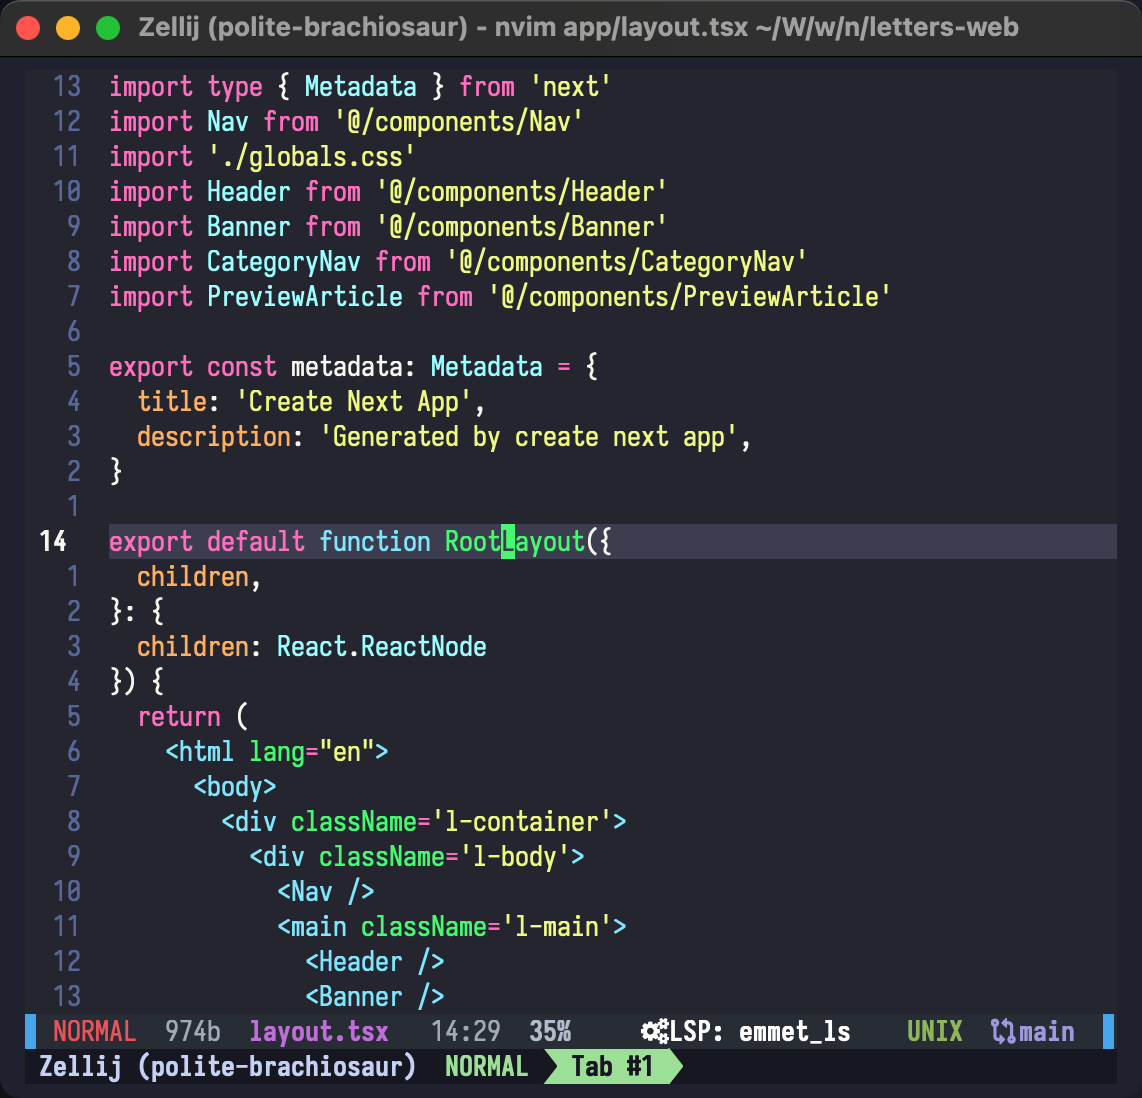 Zellij (polite-brachiosaur) - nvim app/layout.tsx ~/W/w/n/letters-web
13 import type { Metadata } from 'next'
12 import Nav from '@/components/Nav'
11 import './globals.css'
10 import Header from '@/components/Header'
9 import Banner from '@/components/Banner'
8 import CategoryNav from '@/components/CategoryNav'
7 import PreviewArticle from '@/components/PreviewArticle'
6
5 export const metadata: Metadata = {
4   title: 'Create Next App',
3   description: 'Generated by create next app',
2 }
1
14 export default function RootLayout({
1   children,
2 }: {
3   children: React.ReactNode
4 }) {
5   return (
6     <html lang="en">
7       <body>
8         <div className='l-container'>
9           <div className='l-body'>
10             <Nav />
11             <main className='l-main'>
12               <Header />
13               <Banner />
NORMAL 974b layout.tsx 14:29 35% LSP: emmet_ls UNIX main
Zellij (polite-brachiosaur) NORMAL Tab #1